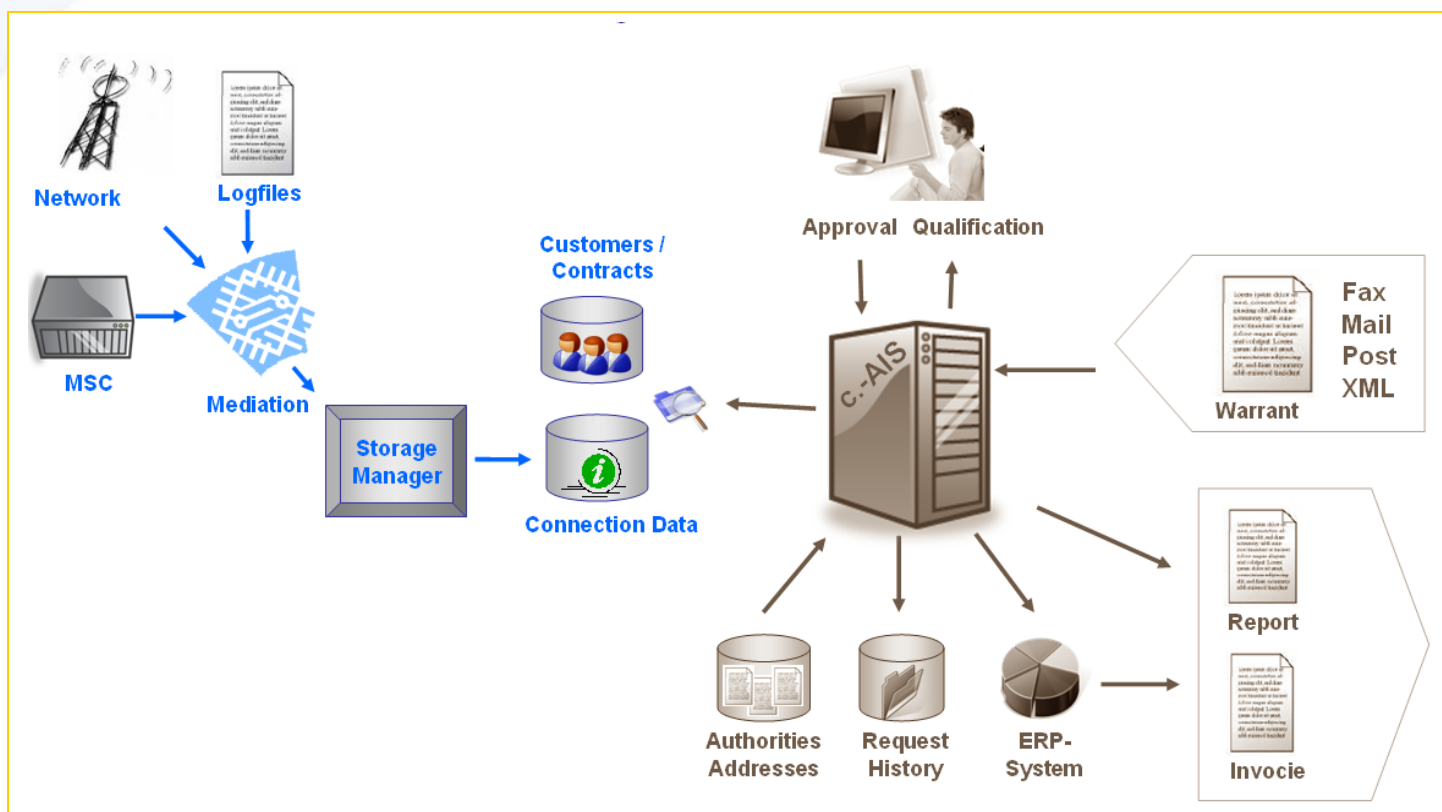 Network
Logfiles
MSC
Mediation
Storage
Manager
Customers /
Contracts
Connection Data
Approval Qualification
c.-AIS
Warrant
Fax
Mail
Post
XML
Authorities
Addresses
Request
History
ERP-
System
Report
Invocie